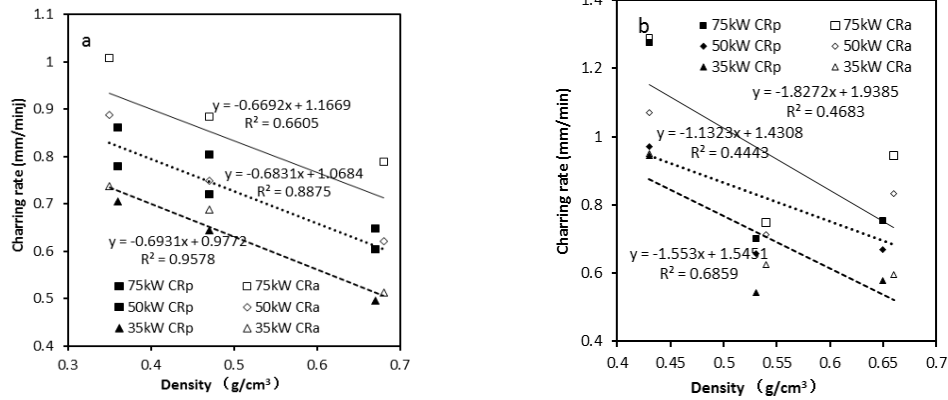 a
1.1
1
0.9
0.8
0.7
0.6
0.5
0.4
0.3
0.4
0.5
0.6
0.7
Charring rate (mm/minj)
Density （g/cm³）
y = -0.6692x + 1.1669
R² = 0.6605
y = -0.6831x + 1.0684
R² = 0.8875
y = -0.6931x + 0.9772
R² = 0.9578
75kW CRp 75kW CRa
50kW CRp 50kW CRa
35kW CRp 35kW CRa
b
1.4
1.2
1
0.8
0.6
0.4
0.4
0.45
0.5
0.55
0.6
0.65
0.7
Charring rate (mm/min)
Density （g/cm³）
75kW CRp 75kW CRa
50kW CRp 50kW CRa
35kW CRp 35kW CRa
y = -1.8272x + 1.9385
R² = 0.4683
y = -1.1323x + 1.4308
R² = 0.4443
y = -1.553x + 1.5451
R² = 0.6859